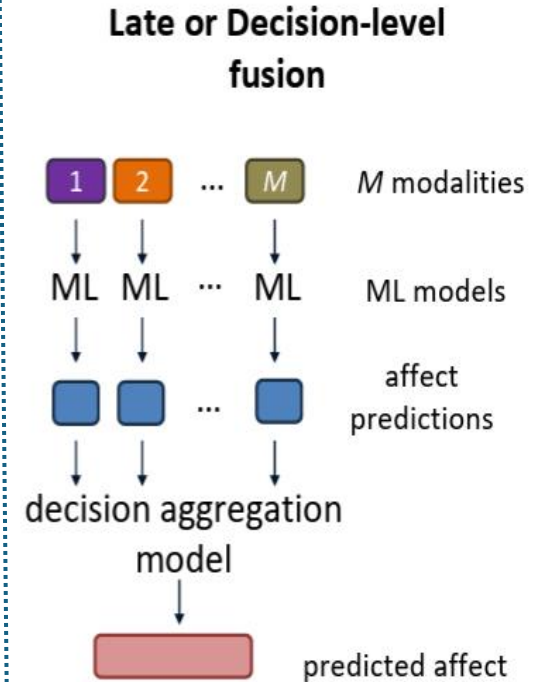 Late or Decision-level
fusion
1 2 ... M M modalities
ML ML ... ML ML models
affect
... predictions
decision aggregation
model
predicted affect